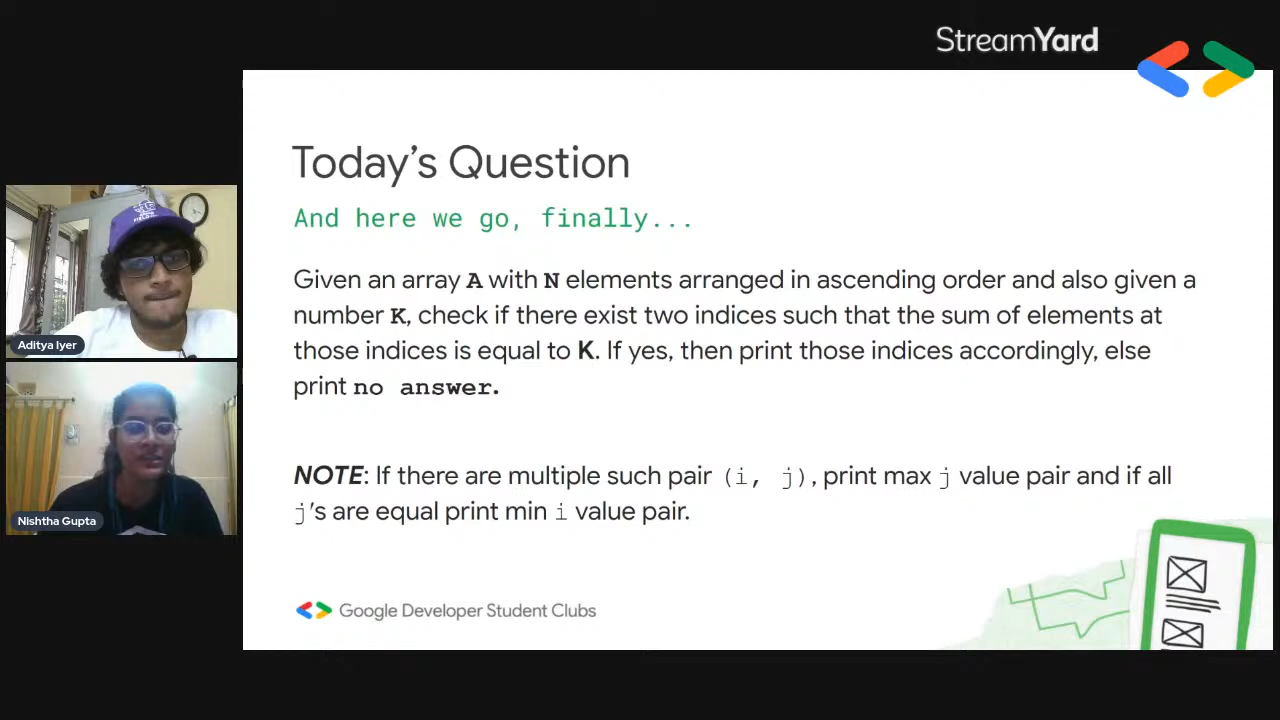 StreamYard
Today's Question
And here we go, finally...
Given an array A with N elements arranged in ascending order and also given a
number K, check if there exist two indices such that the sum of elements at
those indices is equal to K. If yes, then print those indices accordingly, else
print no answer.
NOTE: If there are multiple such pair (i, j), print max j value pair and if all
j's are equal print min i value pair.
Google Developer Student Clubs
Aditya Iyer
Nishtha Gupta